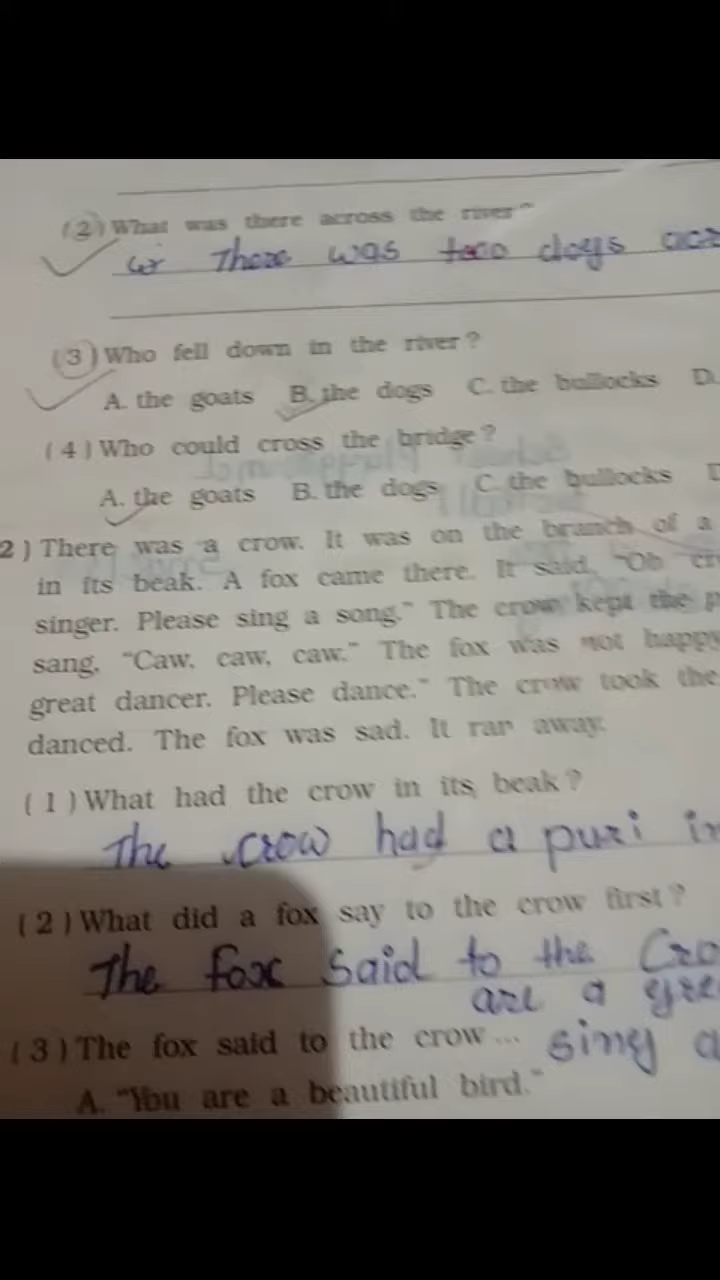 (2) What was there across the river"
There was two dogs
(3) Who fell down in the river?
A. the goats B. the dogs C. the bullocks D.
(4) Who could cross the bridge?
A. the goats B. the dogs C. the bullocks
2) There was a crow. It was on the branch of a
in its beak. A fox came there. It said, "Oh cr
singer. Please sing a song." The crow kept the p
sang, "Caw, caw, caw." The fox was not happy
great dancer. Please dance." The crow took the
danced. The fox was sad. It ran away.
(1) What had the crow in its beak?
The crow had a puri in
(2) What did a fox say to the crow first?
The fox said to the Cro
are a gre
(3) The fox said to the crow... sing a
A. "You are a beautiful bird."